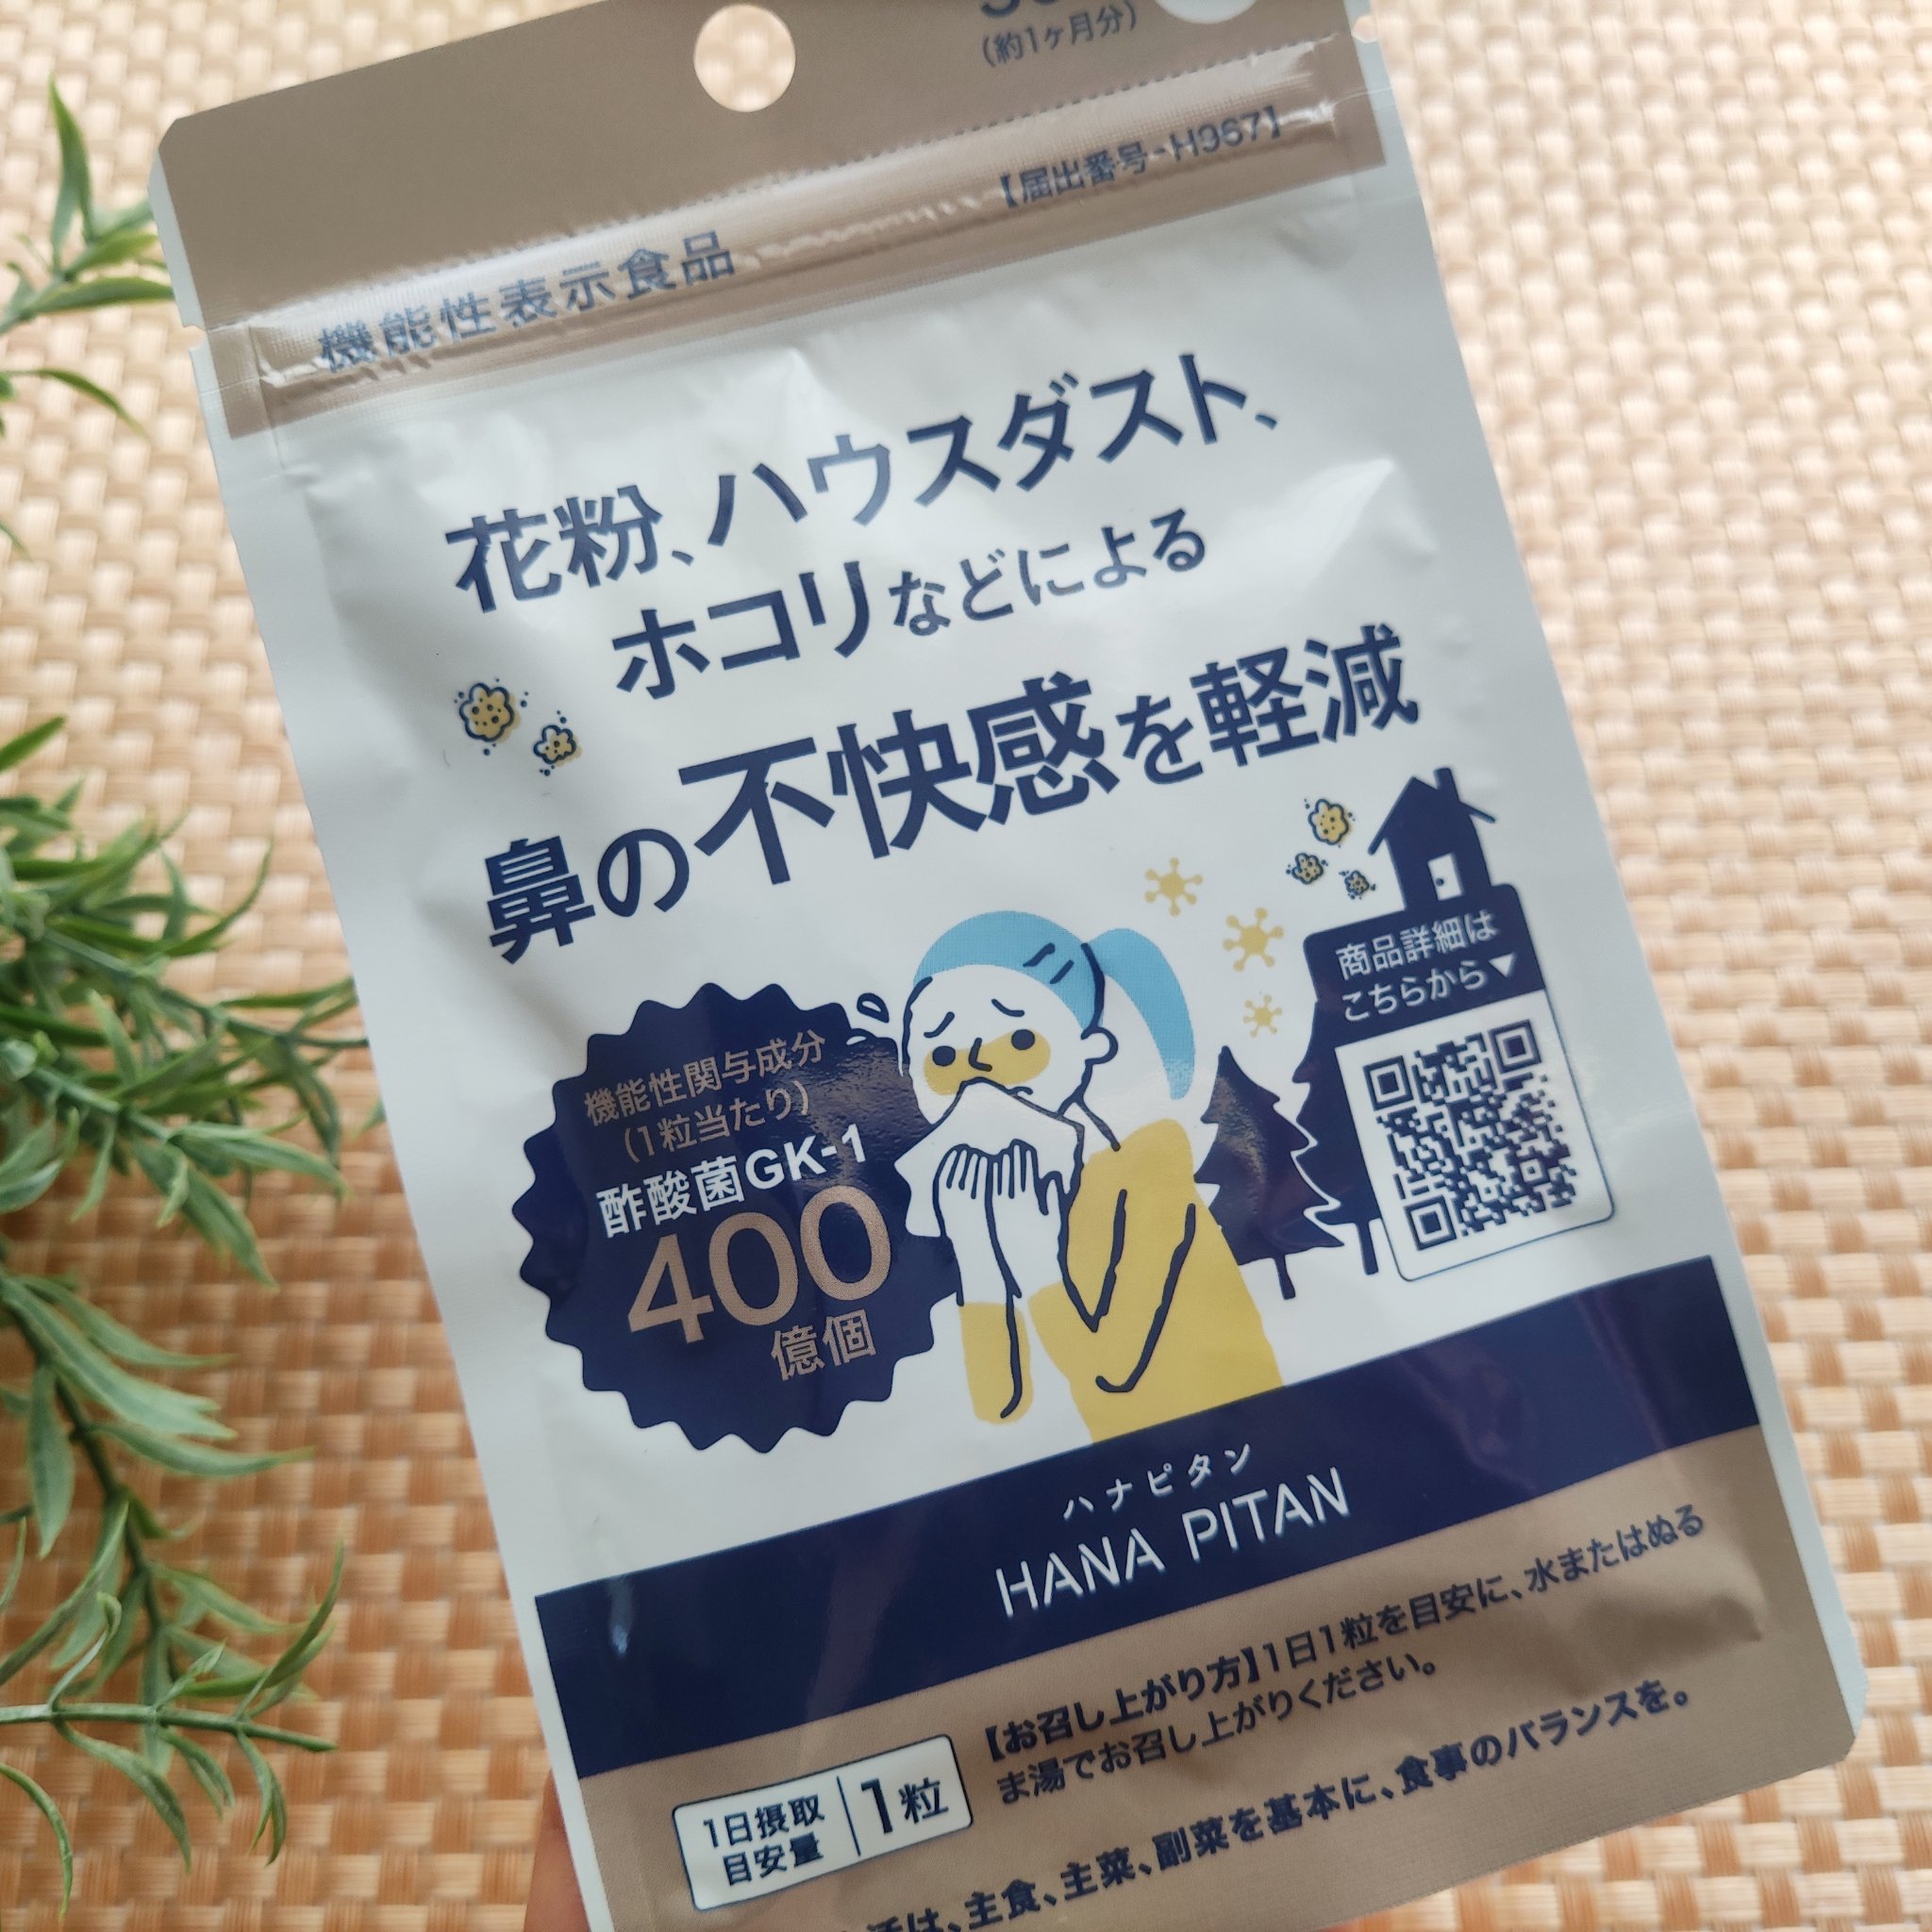 (約1ヶ月分)
【届出番号-H967】
機能性表示食品
花粉、ハウスダスト、
ホコリなどによる
鼻の不快感を軽減
商品詳細は
こちらから▼
機能性関与成分
(1粒当たり)
酢酸菌GK-1
400
億個
ハナピタン
HANA PITAN
【お召し上がり方】1日1粒を目安に、水またはぬる
ま湯でお召し上がりください。
1日摂取
目安量
1粒
は、主食、主菜、副菜を基本に、食事のバランスを。